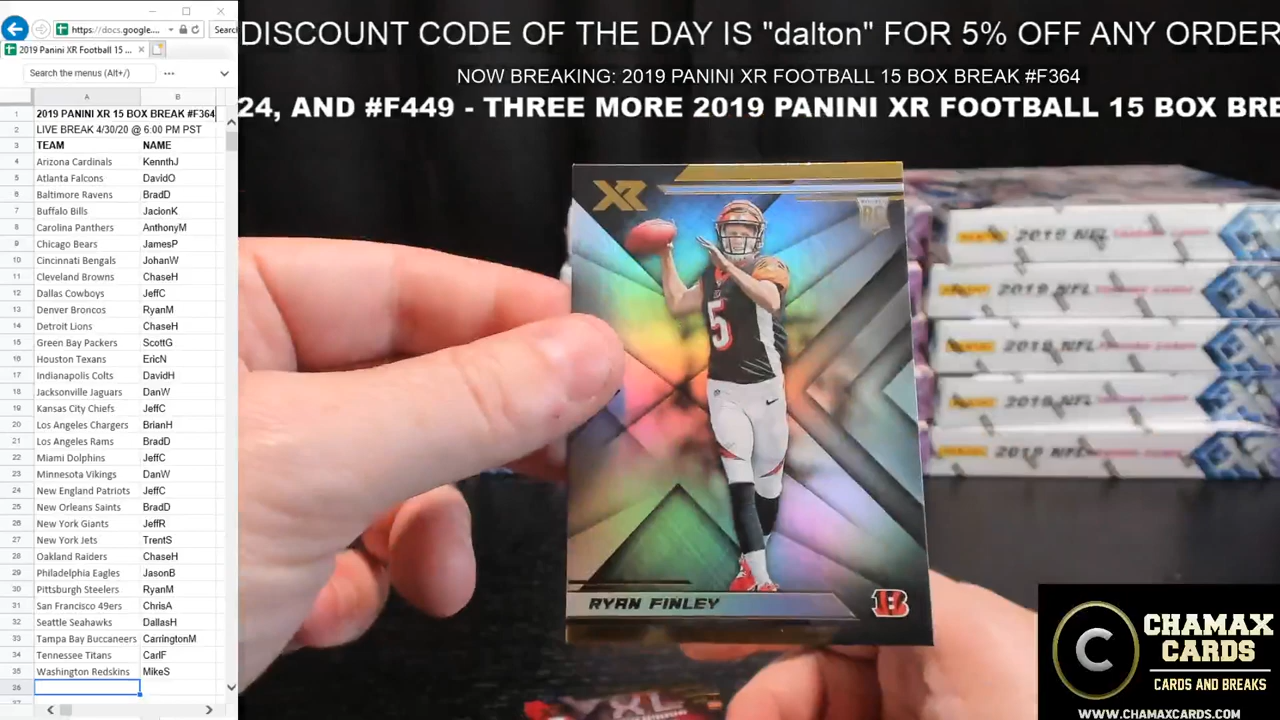 DISCOUNT CODE OF THE DAY IS "dalton" FOR 5% OFF ANY ORDER
NOW BREAKING: 2019 PANINI XR FOOTBALL 15 BOX BREAK #F364
24, AND #F449 - THREE MORE 2019 PANINI XR FOOTBALL 15 BOX BRE
https://docs.google....
Searc
2019 Panini XR Football 15 ...
Search the menus (Alt+/)
A B
1 2019 PANINI XR 15 BOX BREAK #F364
2 LIVE BREAK 4/30/20 @ 6:00 PM PST
3 TEAM NAME
4 Arizona Cardinals KennthJ
5 Atlanta Falcons DavidO
6 Baltimore Ravens BradD
7 Buffalo Bills JacionK
8 Carolina Panthers AnthonyM
9 Chicago Bears JamesP
10 Cincinnati Bengals JohanW
11 Cleveland Browns ChaseH
12 Dallas Cowboys JeffC
13 Denver Broncos RyanM
14 Detroit Lions ChaseH
15 Green Bay Packers ScottG
16 Houston Texans EricN
17 Indianapolis Colts DavidH
18 Jacksonville Jaguars DanW
19 Kansas City Chiefs JeffC
20 Los Angeles Chargers BrianH
21 Los Angeles Rams BradD
22 Miami Dolphins JeffC
23 Minnesota Vikings DanW
24 New England Patriots JeffC
25 New Orleans Saints BradD
26 New York Giants JeffR
27 New York Jets TrentS
28 Oakland Raiders ChaseH
29 Philadelphia Eagles JasonB
30 Pittsburgh Steelers RyanM
31 San Francisco 49ers ChrisA
32 Seattle Seahawks DallasH
33 Tampa Bay Buccaneers CarringtonM
34 Tennessee Titans CarlF
35 Washington Redskins MikeS
36
XR
RC
5
RYAN FINLEY
B
PANINI 2019 NFL
2019 NFL
2019 NFL
2019 NFL
2019 NFL
C
CHAMAX
CARDS
CARDS AND BREAKS
WWW.CHAMAXCARDS.COM